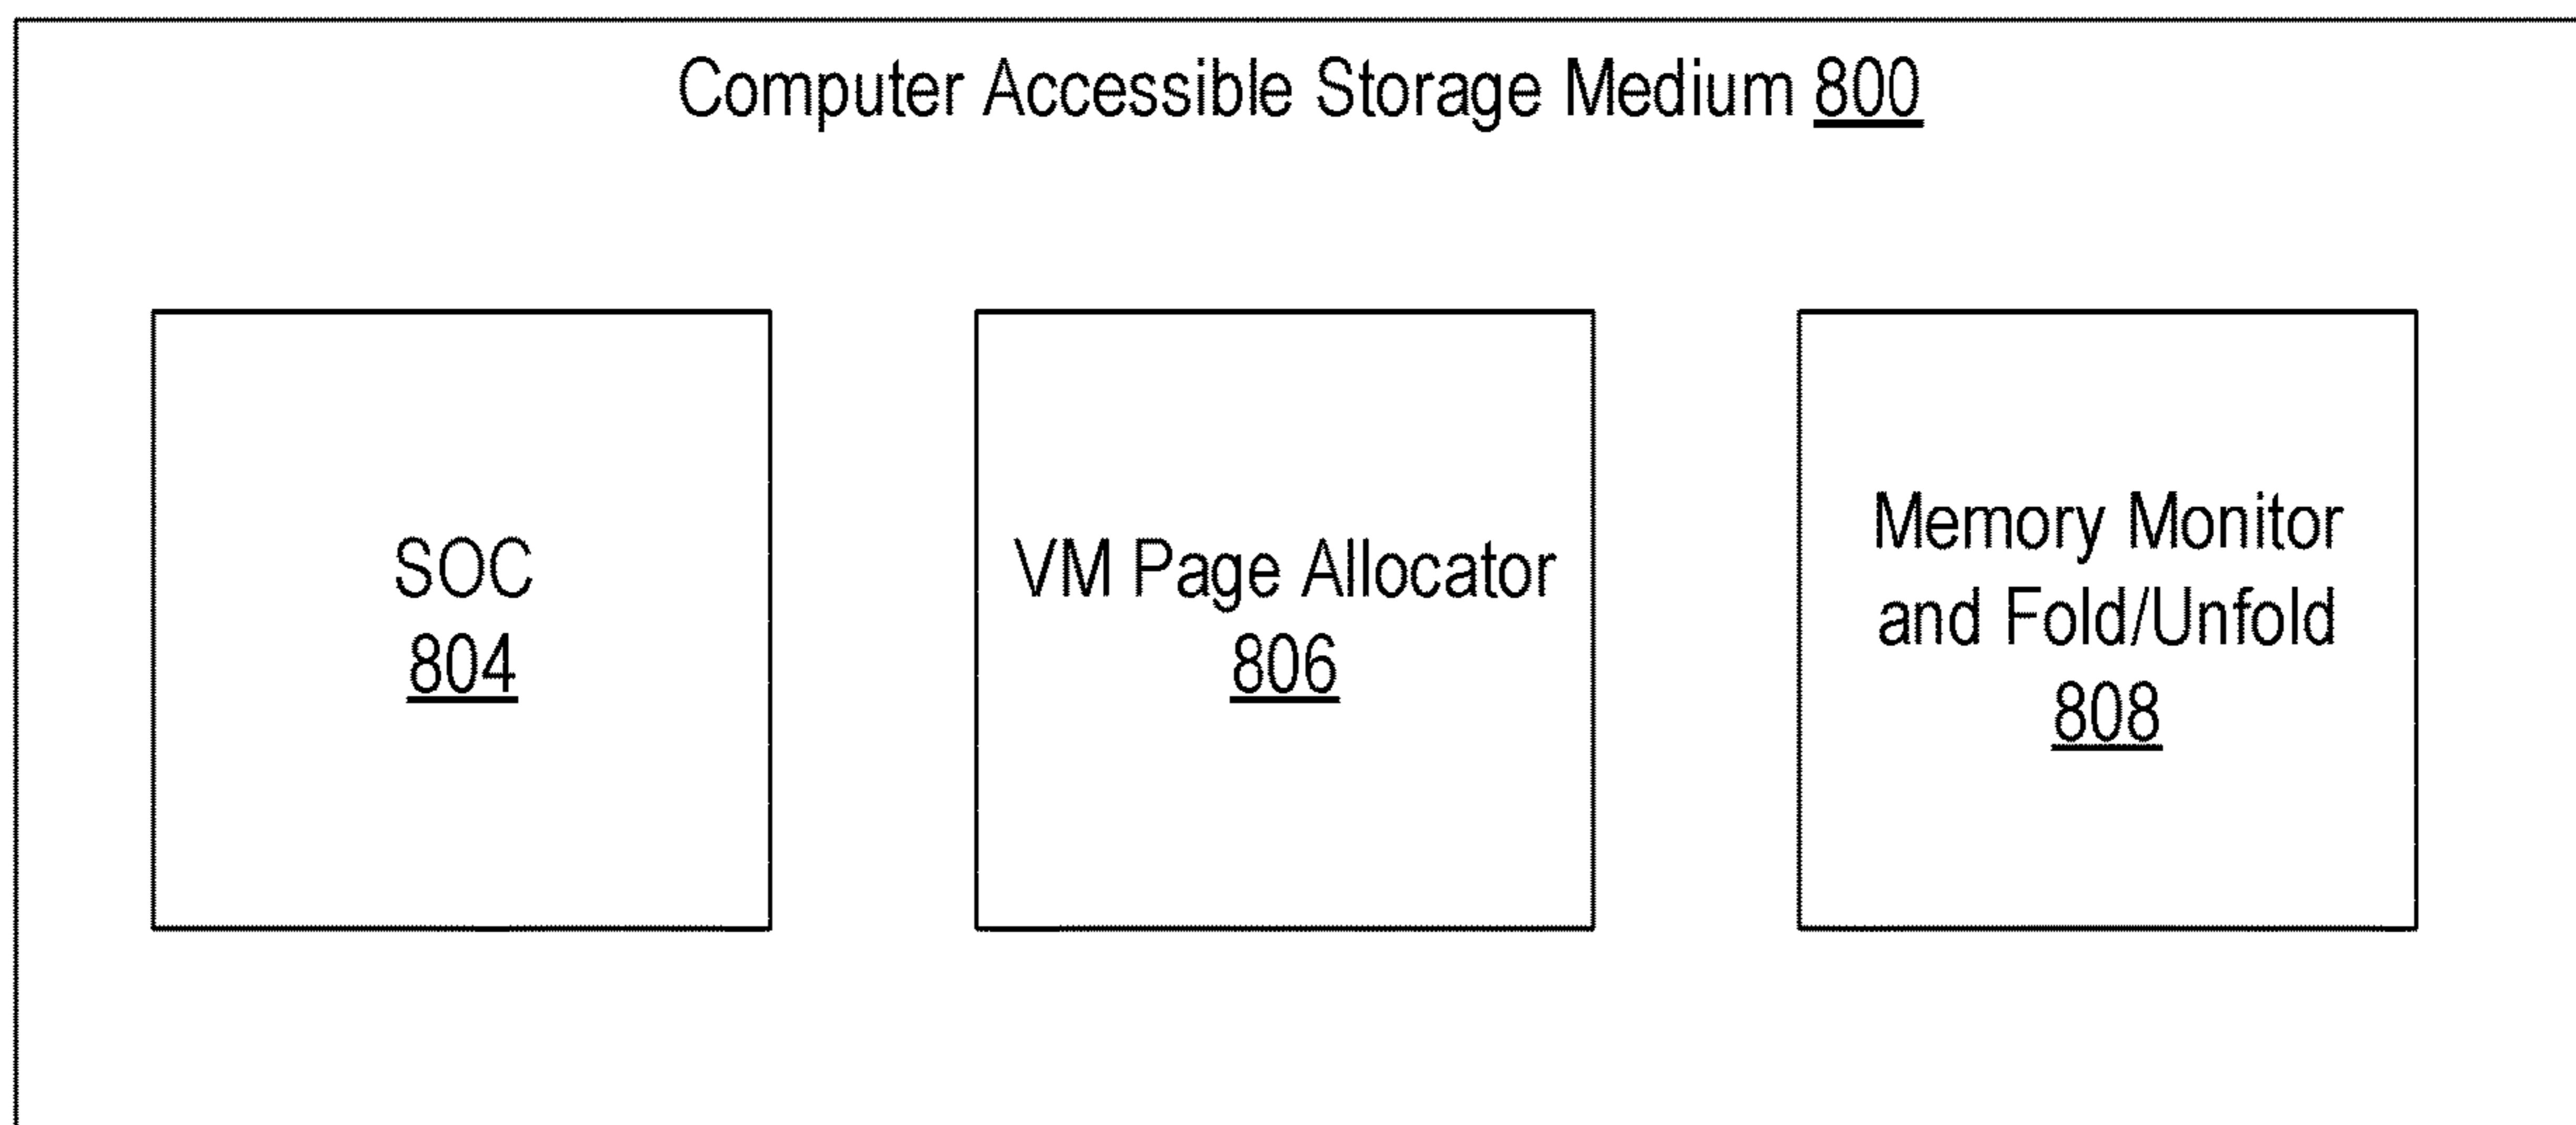 Computer Accessible Storage Medium 800
SOC
804
VM Page Allocator
806
Memory Monitor
and Fold/Unfold
808